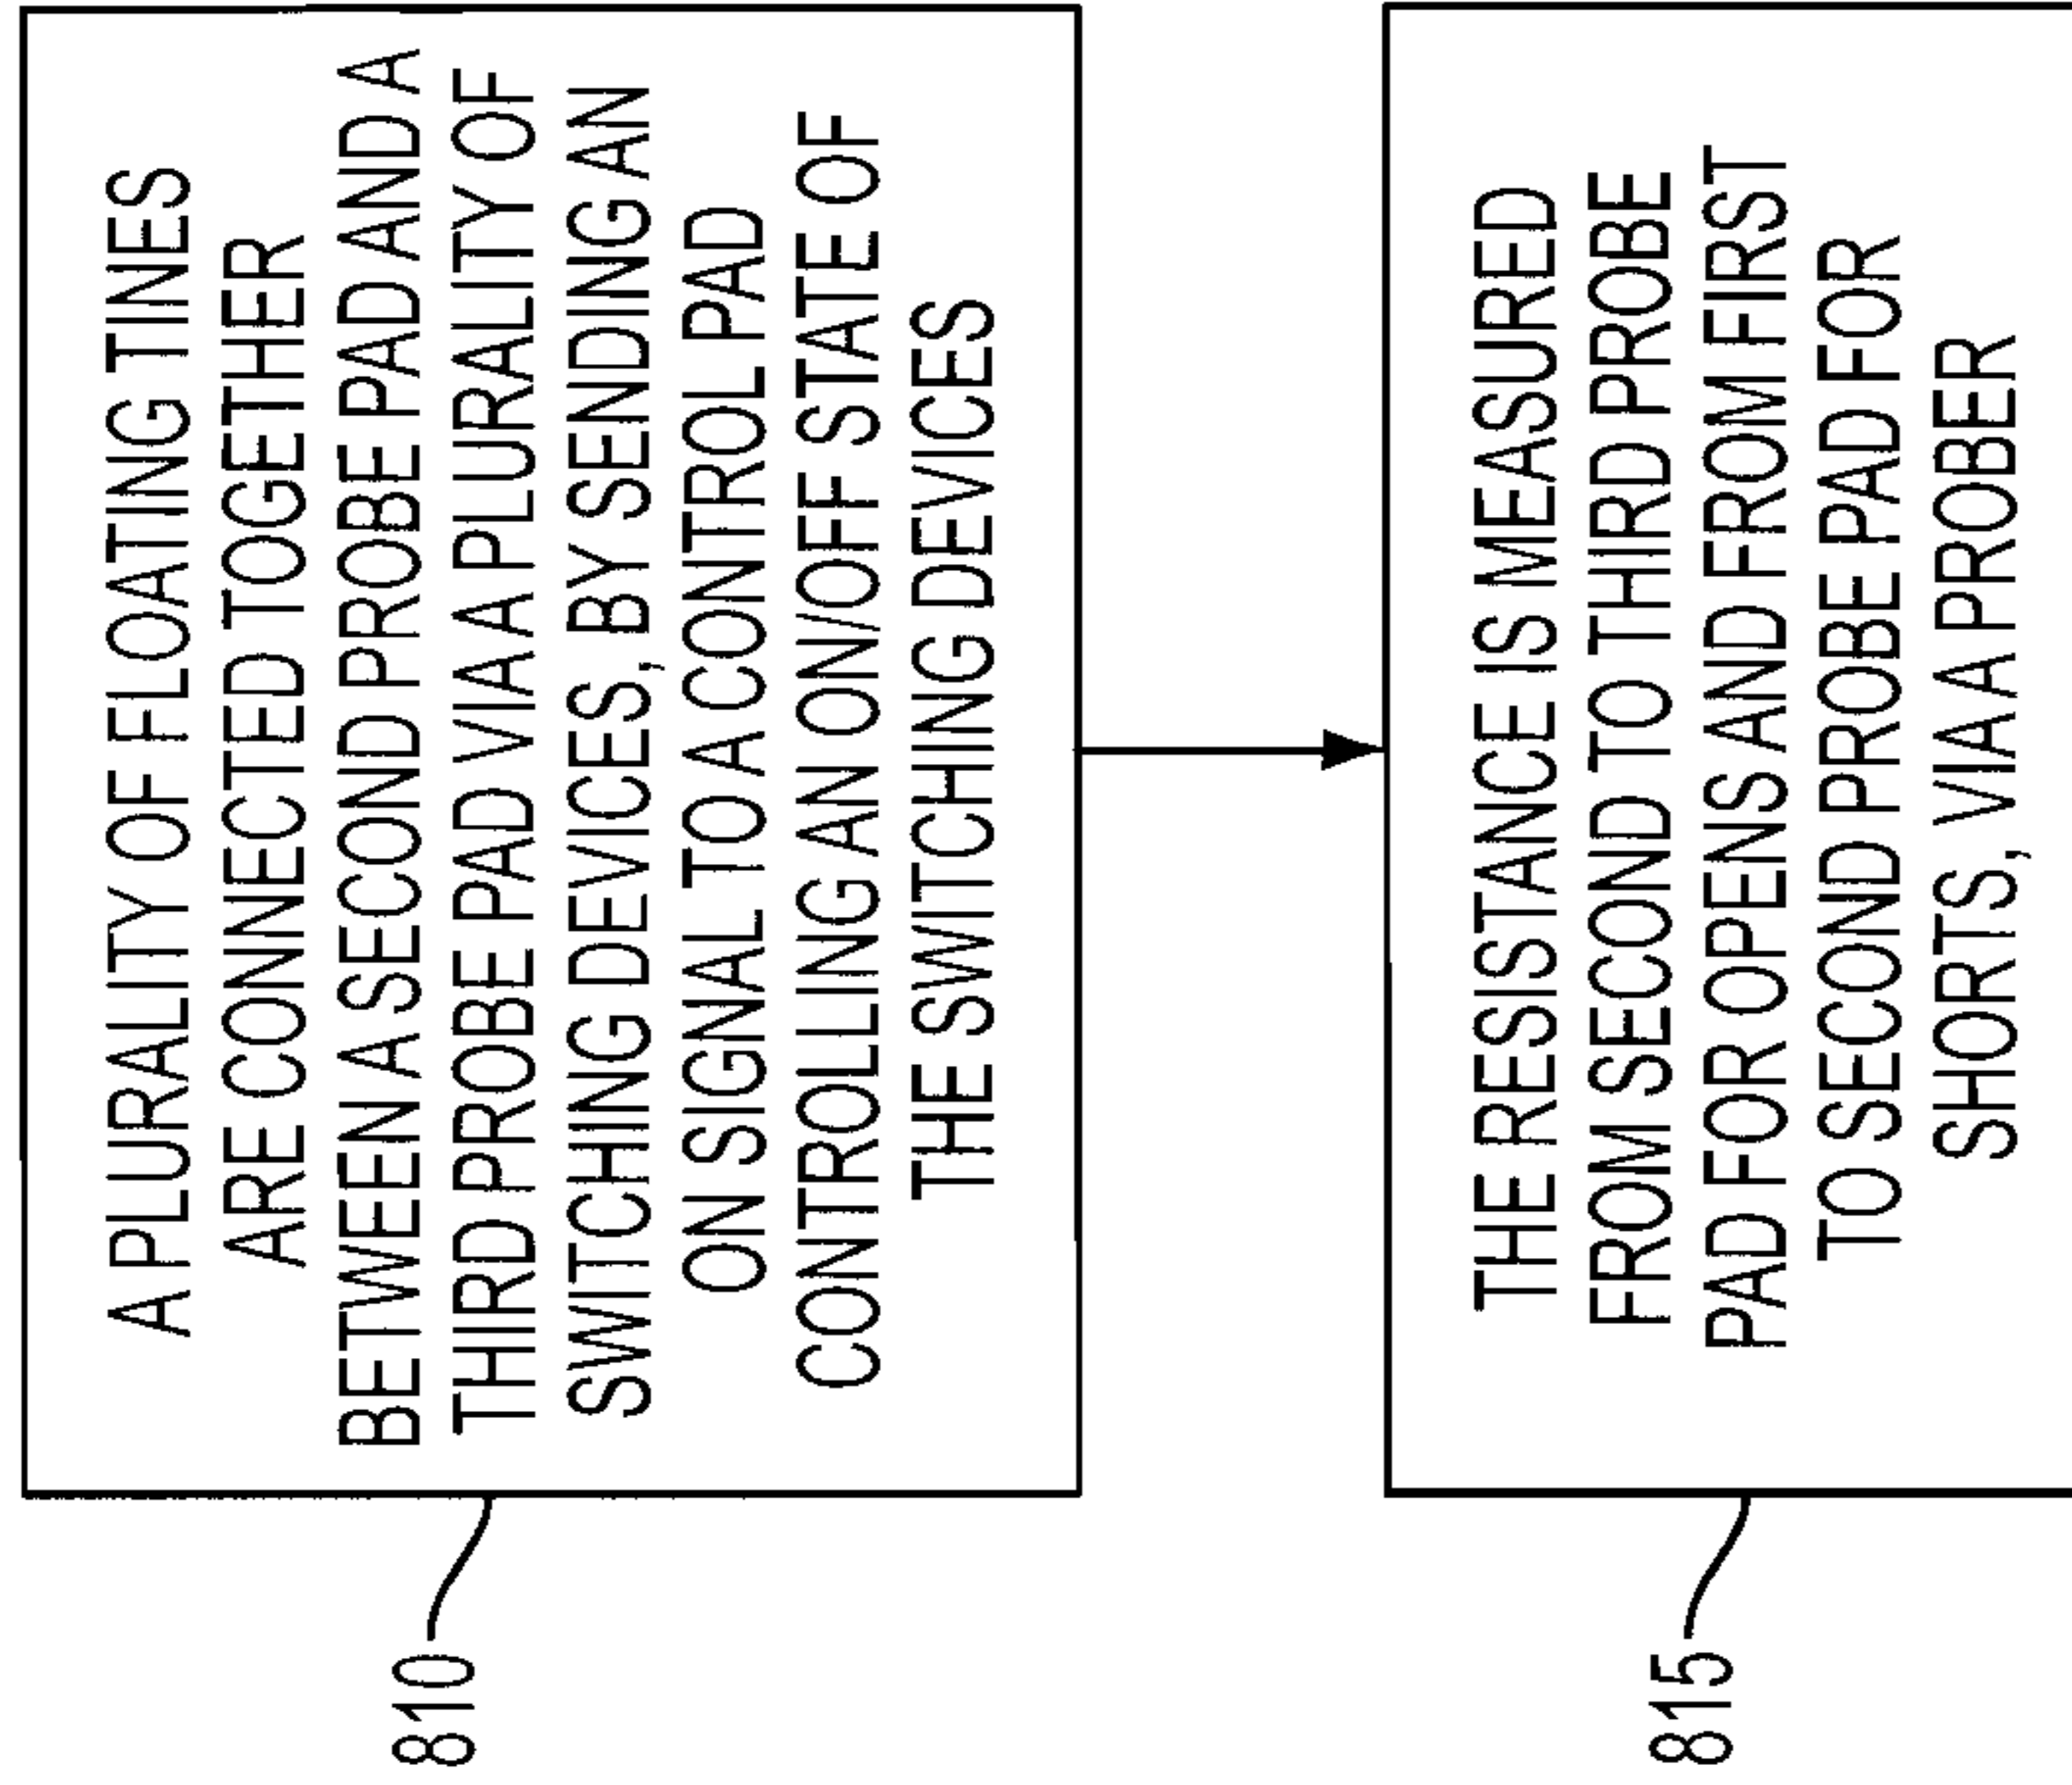 A PLURALITY OF FLOATING TINES
ARE CONNECTED TOGETHER
BETWEEN A SECOND PROBE PAD AND A
THIRD PROBE PAD VIA A PLURALITY OF
SWITCHING DEVICES, BY SENDING AN
ON SIGNAL TO A CONTROL PAD
CONTROLLING AN ON/OFF STATE OF
THE SWITCHING DEVICES
810
THE RESISTANCE IS MEASURED
FROM SECOND TO THIRD PROBE
PAD FOR OPENS AND FROM FIRST
TO SECOND PROBE PAD FOR
SHORTS, VIA A PROBER
815